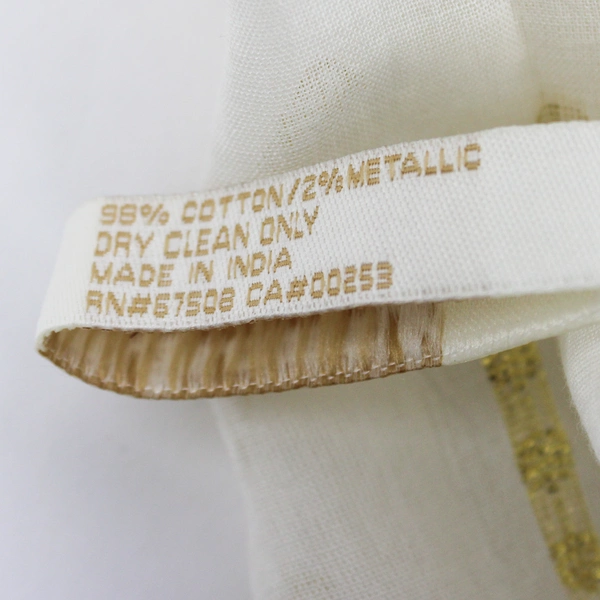 98% COTTON/2% METALLIC
DRY CLEAN ONLY
MADE IN INDIA
RN#67508 CA#00253